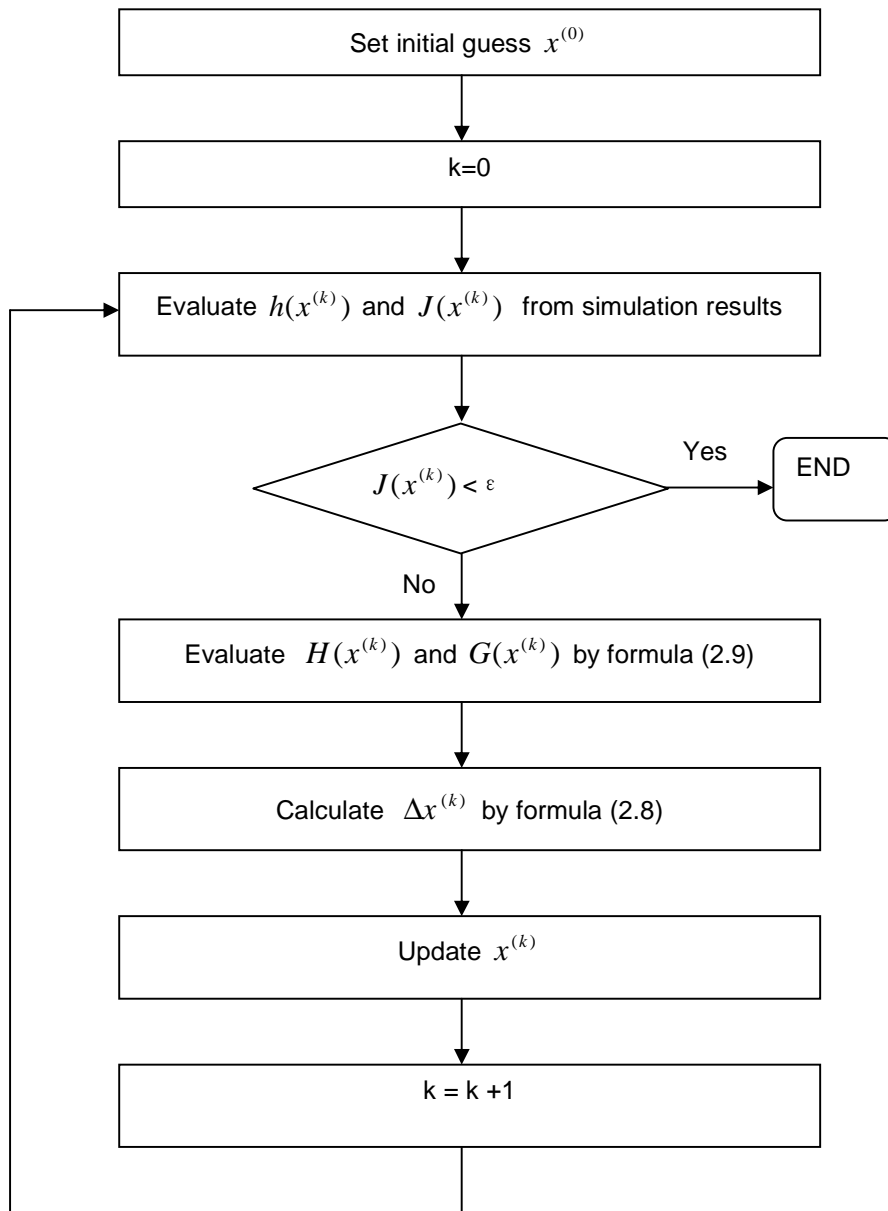 Set initial guess x^(0)
k=0
Evaluate h(x^(k)) and J(x^(k)) from simulation results
J(x^(k)) < ε
Yes
END
No
Evaluate H(x^(k)) and G(x^(k)) by formula (2.9)
Calculate Δx^(k) by formula (2.8)
Update x^(k)
k = k +1